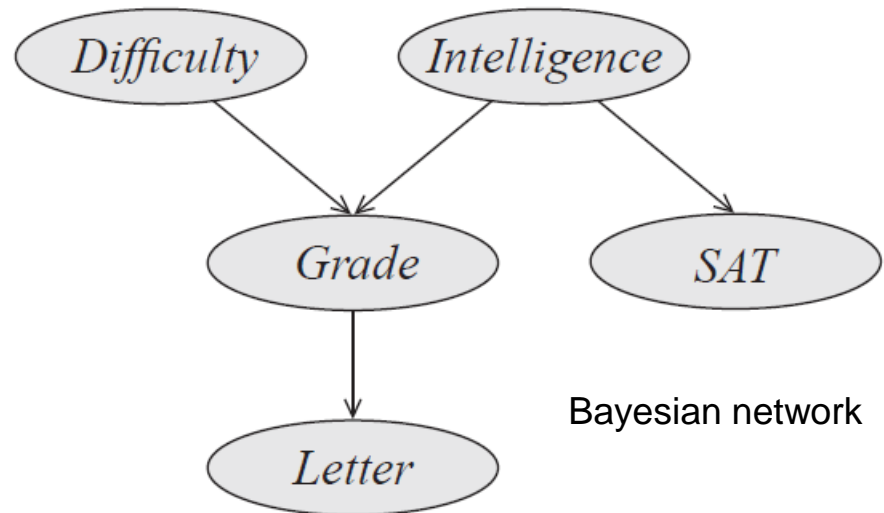 Difficulty
Intelligence
Grade
SAT
Letter
Bayesian network